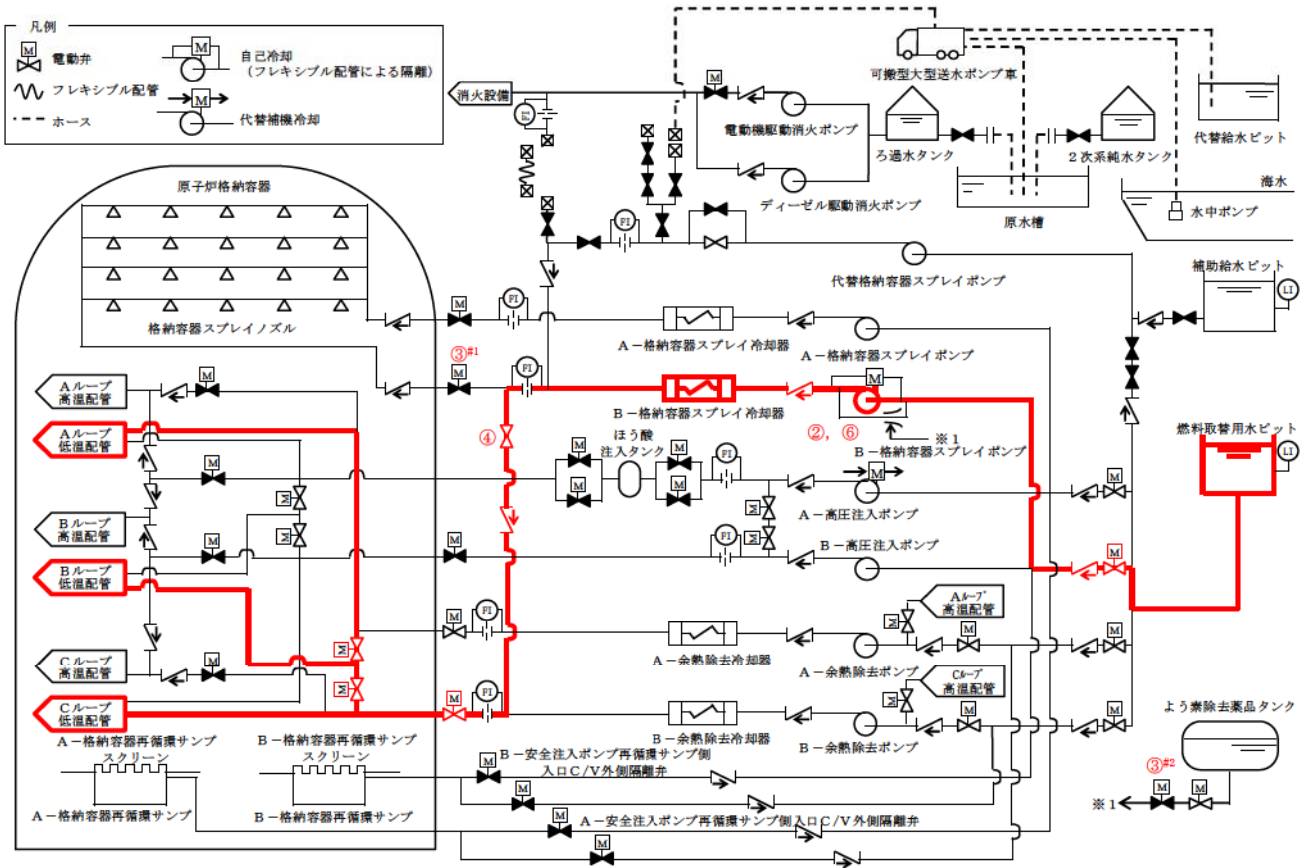 凡例
M
電動弁
フレキシブル配管
ホース
M
自己冷却
(フレキシブル配管による隔離)
M
代替補機冷却
消火設備
FI
M
電動機駆動消火ポンプ
ディーゼル駆動消火ポンプ
可搬型大型送水ポンプ車
ろ過水タンク
2次系純水タンク
代替給水ピット
原水槽
海水
水中ポンプ
FI
代替格納容器スプレイポンプ
補助給水ピット
LI
原子炉格納容器
格納容器スプレイノズル
M
FI
A-格納容器スプレイ冷却器
A-格納容器スプレイポンプ
③#1
M
FI
B-格納容器スプレイ冷却器
M
②, ⑥
※1
B-格納容器スプレイポンプ
④
燃料取替用水ピット
LI
Aループ
高温配管
M
Aループ
低温配管
M
ほう酸
注入タンク
M
M
M
M
FI
M
A-高圧注入ポンプ
M
M
M
Bループ
高温配管
M
M
M
M
FI
B-高圧注入ポンプ
Bループ
低温配管
M
Aループ
高温配管
M
M
FI
A-余熱除去冷却器
A-余熱除去ポンプ
M
M
M
Cループ
高温配管
M
M
Cループ
高温配管
M
Cループ
低温配管
M
FI
B-余熱除去冷却器
B-余熱除去ポンプ
M
M
よう素除去薬品タンク
A-格納容器再循環サンプ
スクリーン
B-格納容器再循環サンプ
スクリーン
B-安全注入ポンプ再循環サンプ側
入口C/V外側隔離弁
M
M
③#2
M
M
※1
A-格納容器再循環サンプ
B-格納容器再循環サンプ
A-安全注入ポンプ再循環サンプ側入口C/V外側隔離弁
M
M